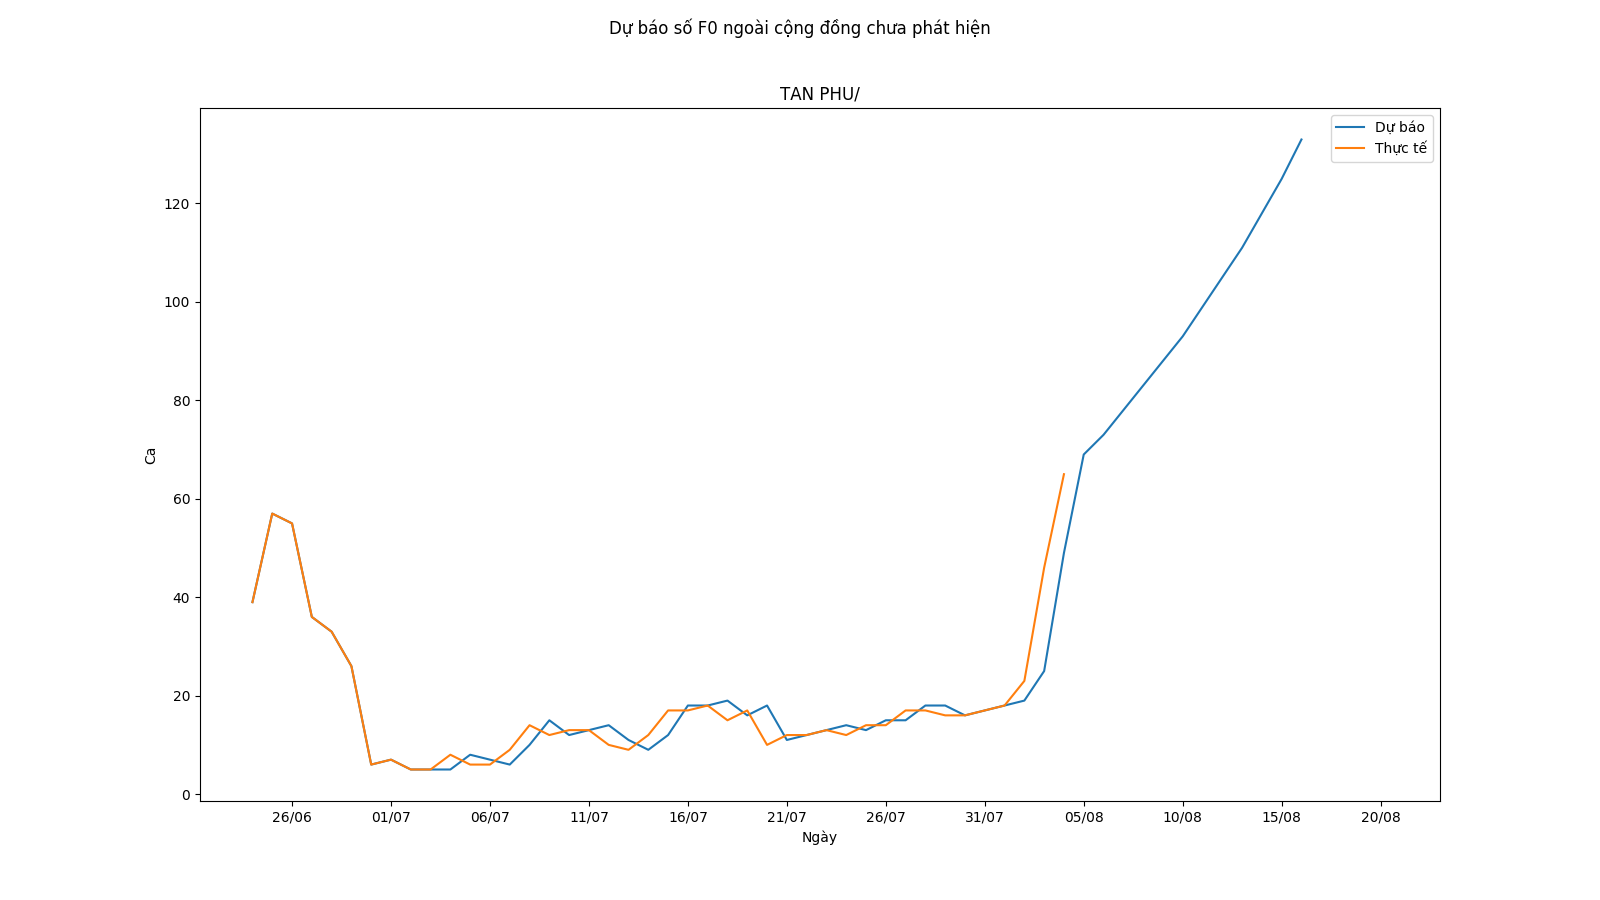 Dự báo số F0 ngoài cộng đồng chưa phát hiện
TAN PHU/
Dự báo
Thực tế
120
100
80
60
40
20
0
Ca
26/06 01/07 06/07 11/07 16/07 21/07 26/07 31/07 05/08 10/08 15/08 20/08
Ngày